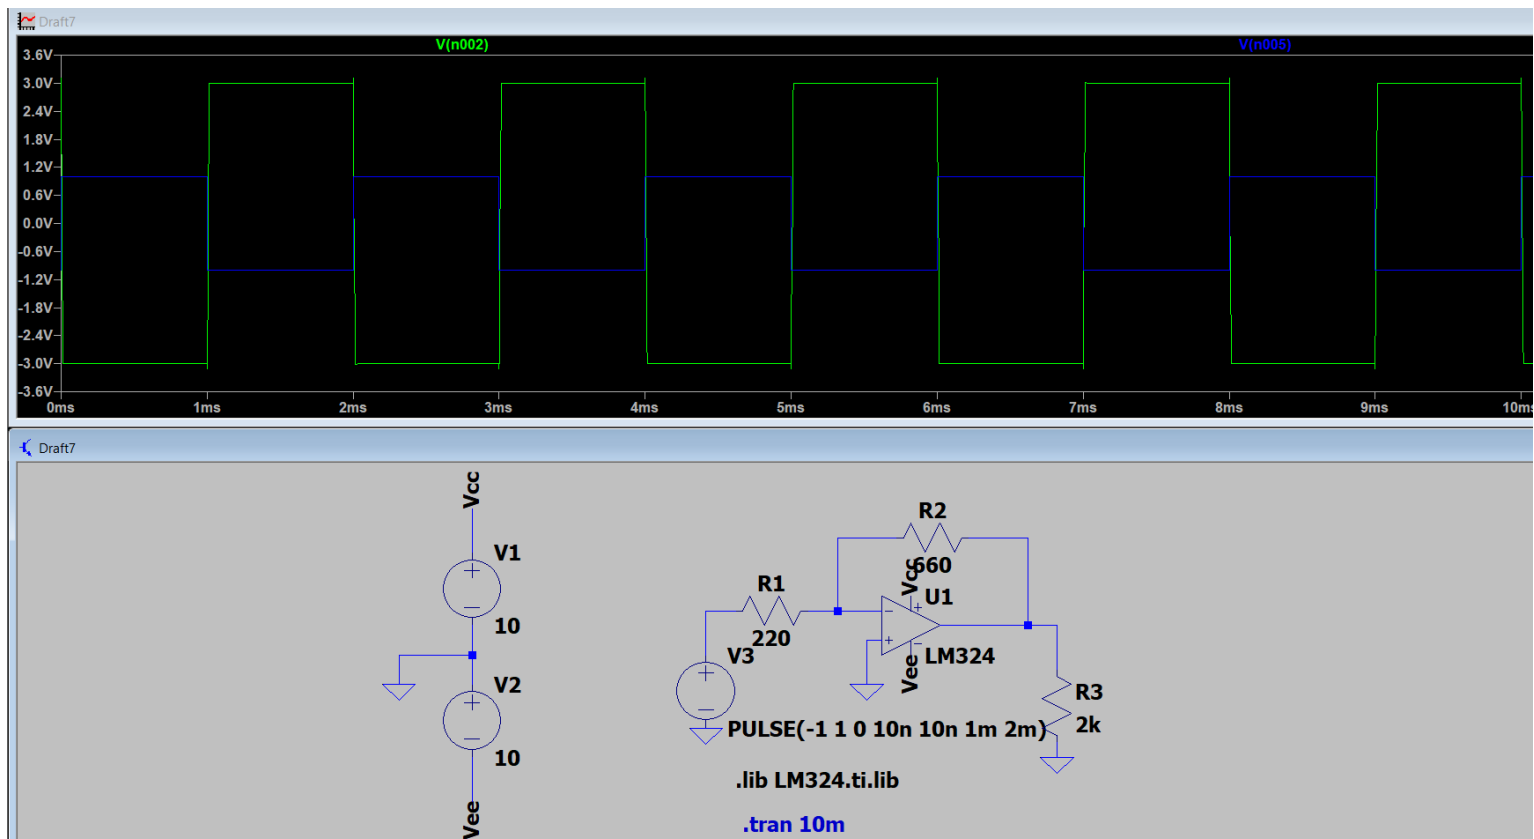 Draft7
V(n002) V(n006)
3.6V
3.0V
2.4V
1.8V
1.2V
0.6V
0.0V
-0.6V
-1.2V
-1.8V
-2.4V
-3.0V
-3.6V
0ms 1ms 2ms 3ms 4ms 5ms 6ms 7ms 8ms 9ms 10ms
Draft7
Vcc
V1
10
V2
10
Vee
R2
660
Vcc
R1
220
U1
LM324
Vee
V3
R3
2k
PULSE(-1 1 0 10n 10n 1m 2m)
.lib LM324.ti.lib
.tran 10m